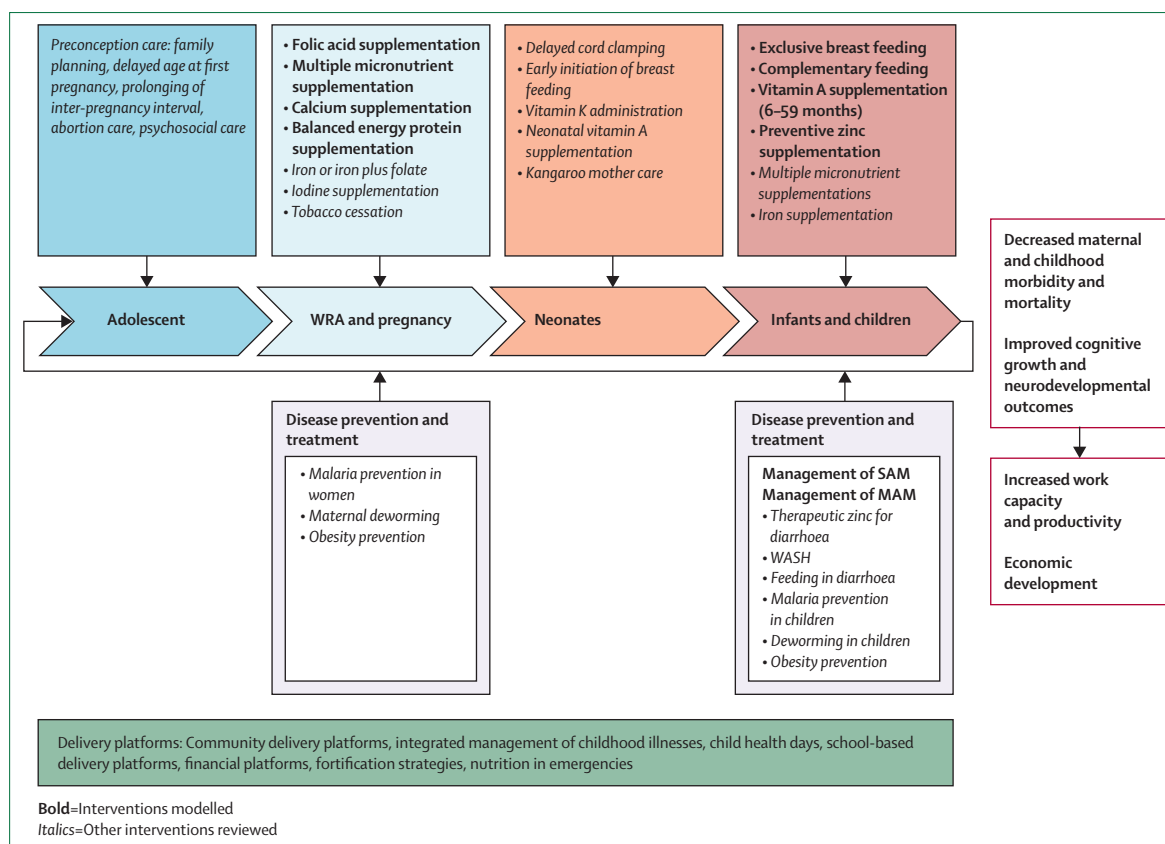 Preconception care: family
planning, delayed age at first
pregnancy, prolonging of
inter-pregnancy interval,
abortion care, psychosocial care
• Folic acid supplementation
• Multiple micronutrient
supplementation
• Calcium supplementation
• Balanced energy protein
supplementation
• Iron or iron plus folate
• Iodine supplementation
• Tobacco cessation
• Delayed cord clamping
• Early initiation of breast
feeding
• Vitamin K administration
• Neonatal vitamin A
supplementation
• Kangaroo mother care
• Exclusive breast feeding
• Complementary feeding
• Vitamin A supplementation
(6–59 months)
• Preventive zinc
supplementation
• Multiple micronutrient
supplementations
• Iron supplementation
Adolescent
WRA and pregnancy
Neonates
Infants and children
Disease prevention and
treatment
• Malaria prevention in
women
• Maternal deworming
• Obesity prevention
Disease prevention and
treatment
Management of SAM
Management of MAM
• Therapeutic zinc for
diarrhoea
• WASH
• Feeding in diarrhoea
• Malaria prevention
in children
• Deworming in children
• Obesity prevention
Decreased maternal
and childhood
morbidity and
mortality
Improved cognitive
growth and
neurodevelopmental
outcomes
Increased work
capacity
and productivity
Economic
development
Delivery platforms: Community delivery platforms, integrated management of childhood illnesses, child health days, school-based
delivery platforms, financial platforms, fortification strategies, nutrition in emergencies
Bold=Interventions modelled
Italics=Other interventions reviewed